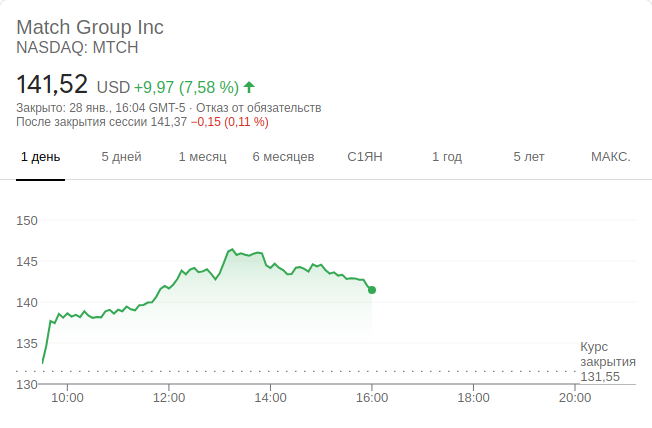 Match Group Inc
NASDAQ: MTCH
141,52 USD +9,97 (7,58 %)
Закрыто: 28 янв., 16:04 GMT-5 · Отказ от обязательств
После закрытия сессии 141,37 −0,15 (0,11 %)
1 день 5 дней 1 месяц 6 месяцев С1ЯН 1 год 5 лет МАКС.
150
145
140
135
130
Курс
закрытия
131,55
10:00 12:00 14:00 16:00 18:00 20:00